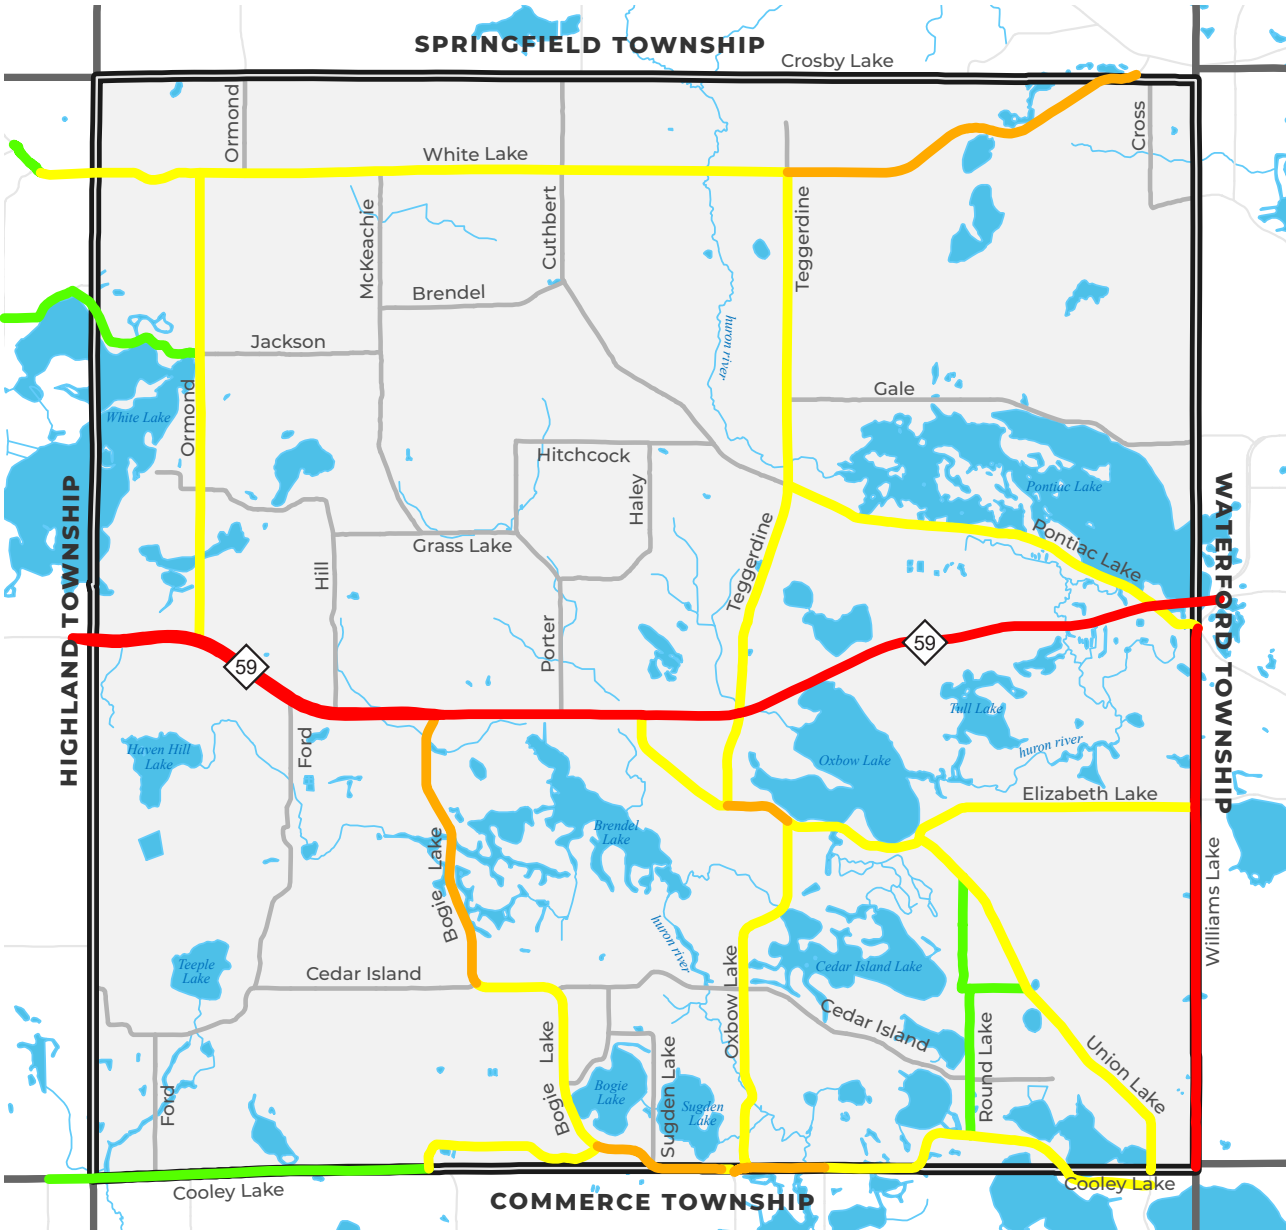 SPRINGFIELD TOWNSHIP
Crosby Lake
Ormond
Cross
White Lake
McKeachie
Cuthbert
Teggerdine
Brendel
huron river
Jackson
Gale
White Lake
Ormond
Hitchcock
Haley
Pontiac Lake
HIGHLAND TOWNSHIP
WATERFORD TOWNSHIP
Grass Lake
Teggerdine
Pontiac Lake
Hill
Porter
59
59
Tull Lake
Ford
Haven Hill
Lake
Oxbow Lake
huron river
Elizabeth Lake
Brendel
Lake
Bogie Lake
Williams Lake
huron river
Teeple
Lake
Cedar Island
Cedar Island Lake
Oxbow Lake
Cedar Island
Bogie Lake
Bogie
Lake
Sugden Lake
Sugden
Lake
Round Lake
Union Lake
Ford
Cooley Lake
Cooley Lake
COMMERCE TOWNSHIP